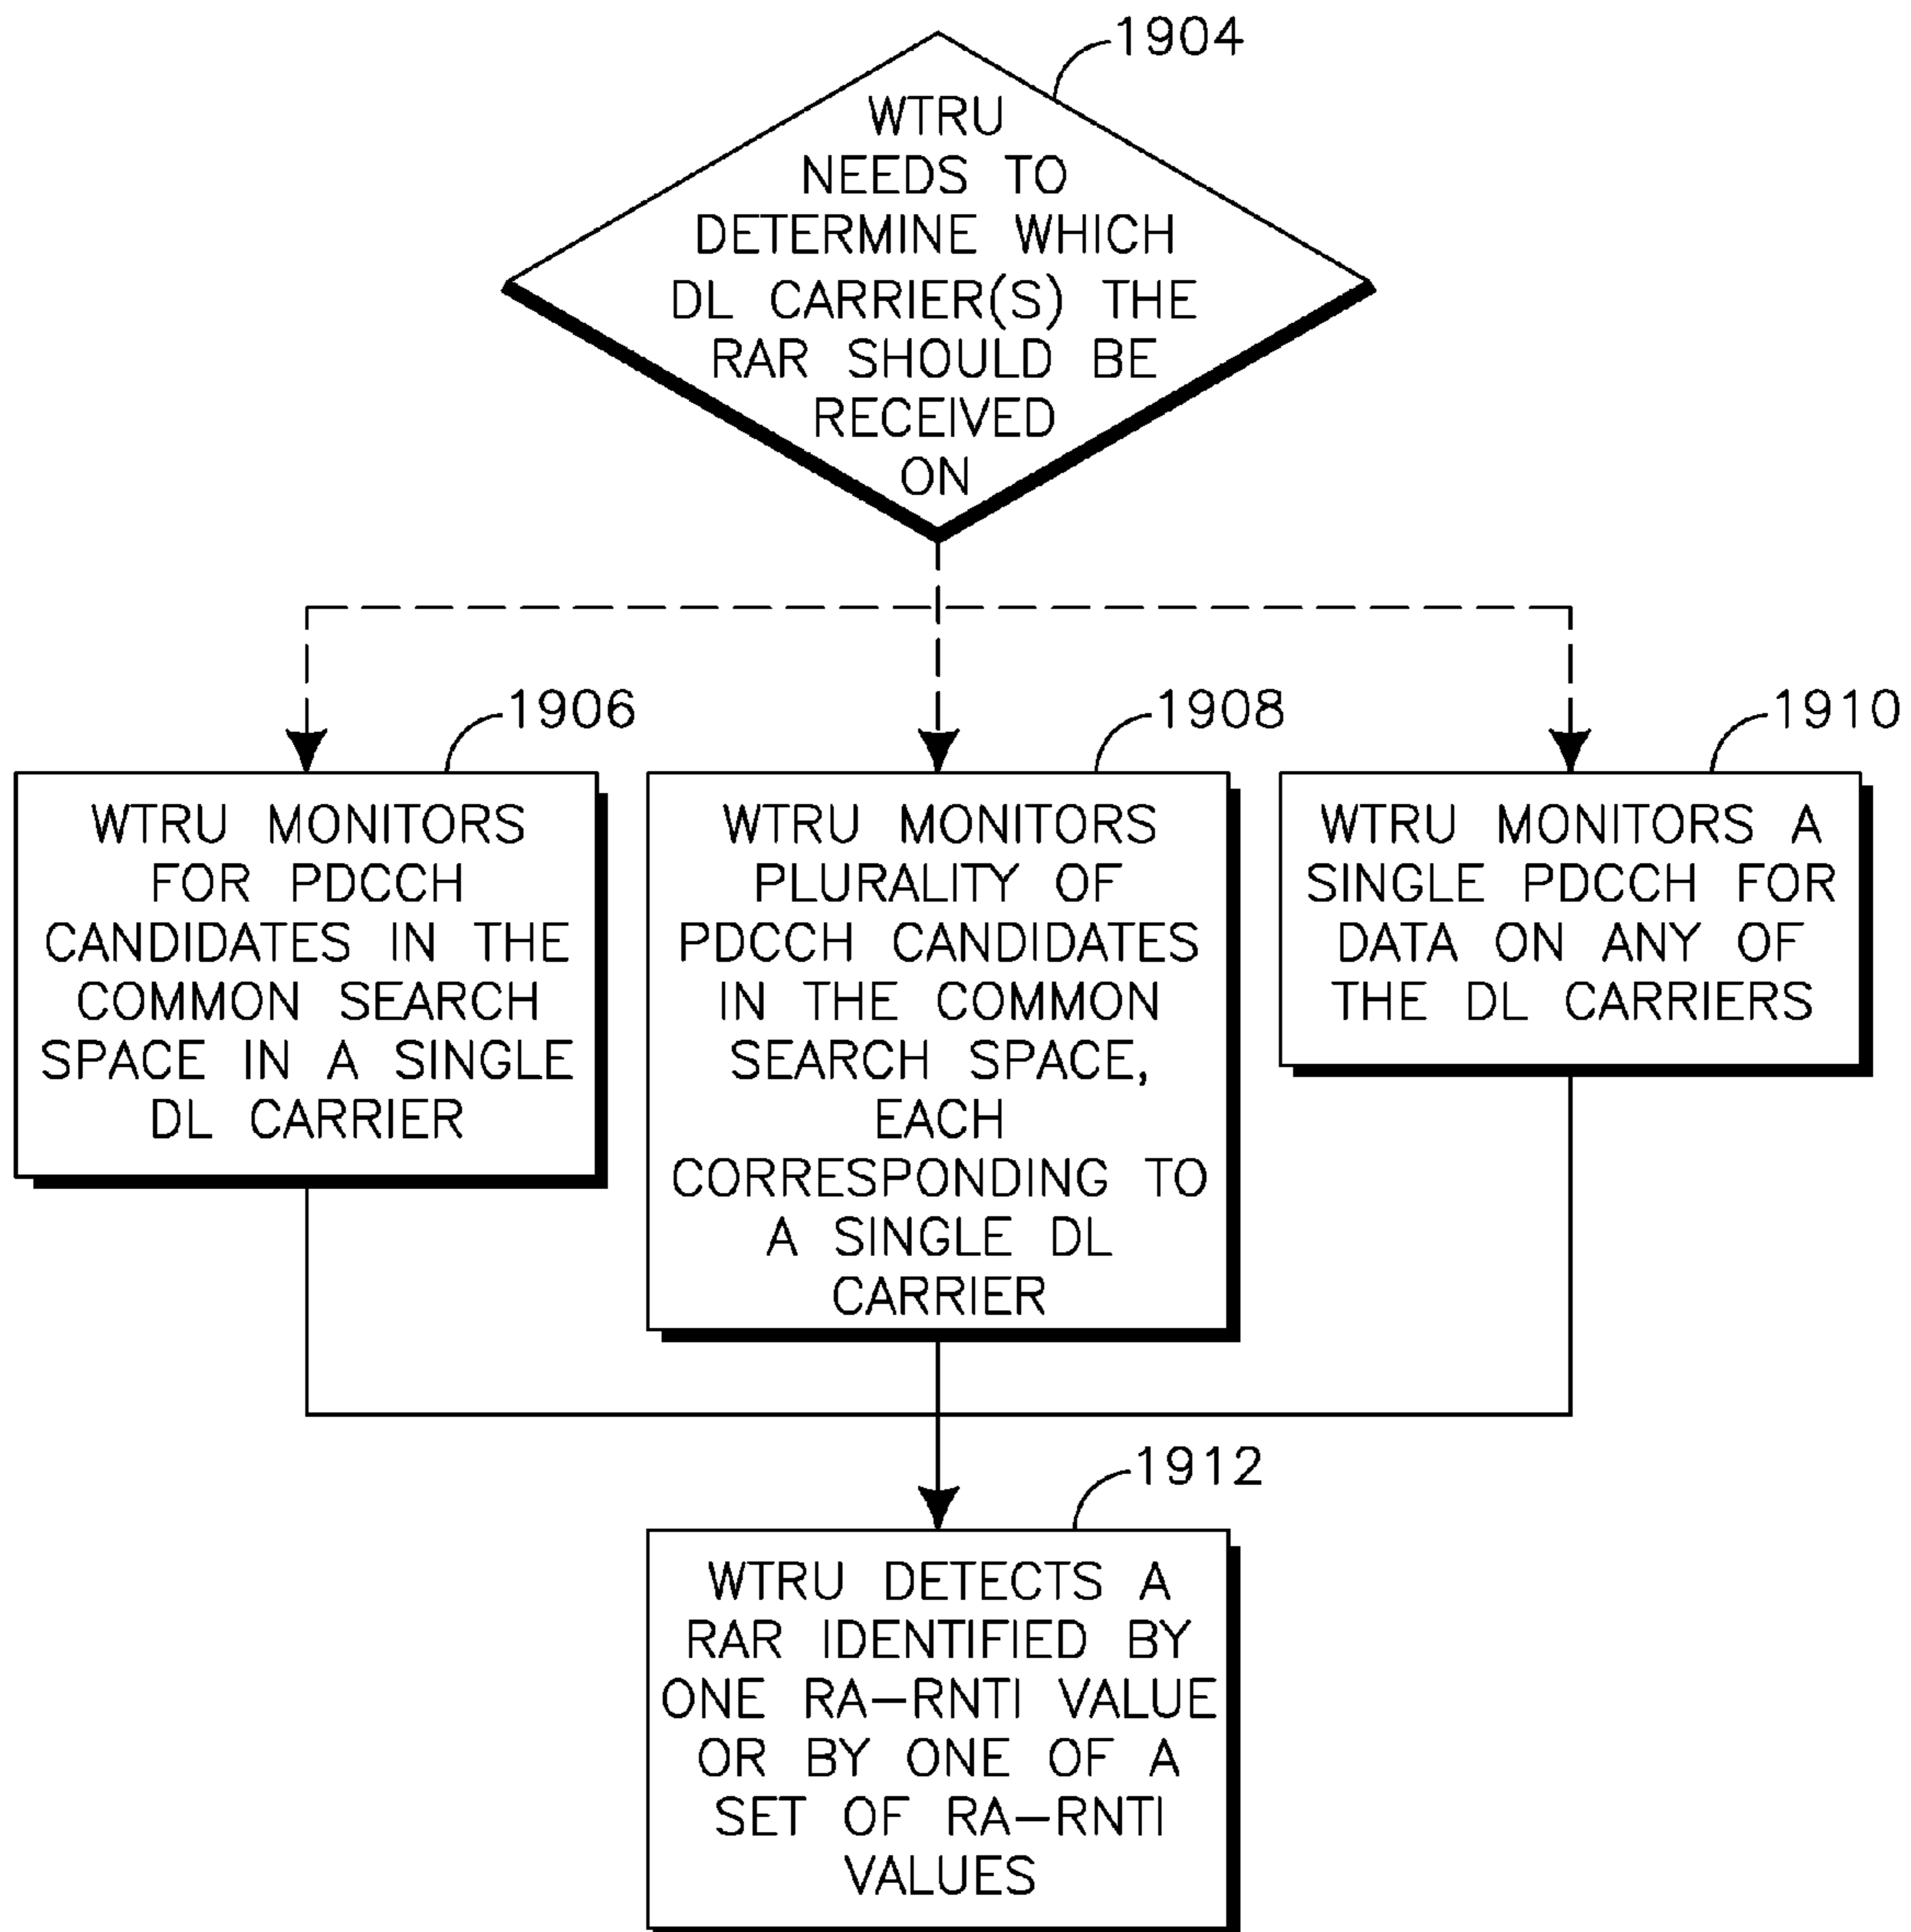 1904
WTRU
NEEDS TO
DETERMINE WHICH
DL CARRIER(S) THE
RAR SHOULD BE
RECEIVED
ON
1906
WTRU MONITORS
FOR PDCCH
CANDIDATES IN THE
COMMON SEARCH
SPACE IN A SINGLE
DL CARRIER
1908
WTRU MONITORS
PLURALITY OF
PDCCH CANDIDATES
IN THE COMMON
SEARCH SPACE,
EACH
CORRESPONDING TO
A SINGLE DL
CARRIER
1910
WTRU MONITORS A
SINGLE PDCCH FOR
DATA ON ANY OF
THE DL CARRIERS
1912
WTRU DETECTS A
RAR IDENTIFIED BY
ONE RA-RNTI VALUE
OR BY ONE OF A
SET OF RA-RNTI
VALUES